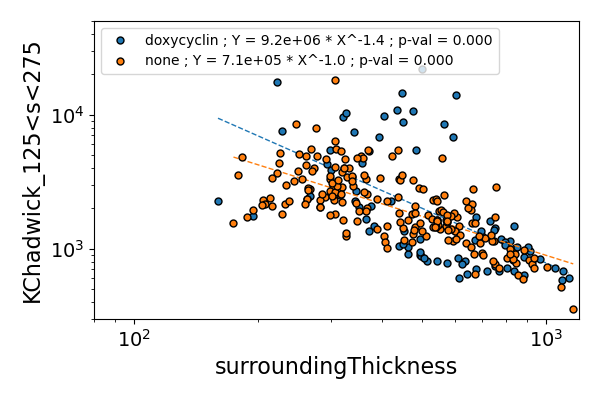 doxycyclin ; Y = 9.2e+06 * X^-1.4 ; p-val = 0.000
none ; Y = 7.1e+05 * X^-1.0 ; p-val = 0.000
KChadwick_125<s<275
10^4
10^3
10^2
10^3
surroundingThickness